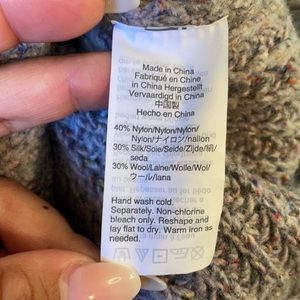 Made in China
Fabriqué en Chine
in China Hergestellt
Vervaardigd in China
中国製
Hecho en China
40% Nylon/Nylon/Nylon/
Nylon/ナイロン/nailon
30% Silk/Soie/Seide/Zijde/絹/
seda
30% Wool/Laine/Wolle/Wol/
ウール/lana
Hand wash cold.
Separately. Non-chlorine
bleach only. Reshape and
lay flat to dry. Warm iron as
needed.